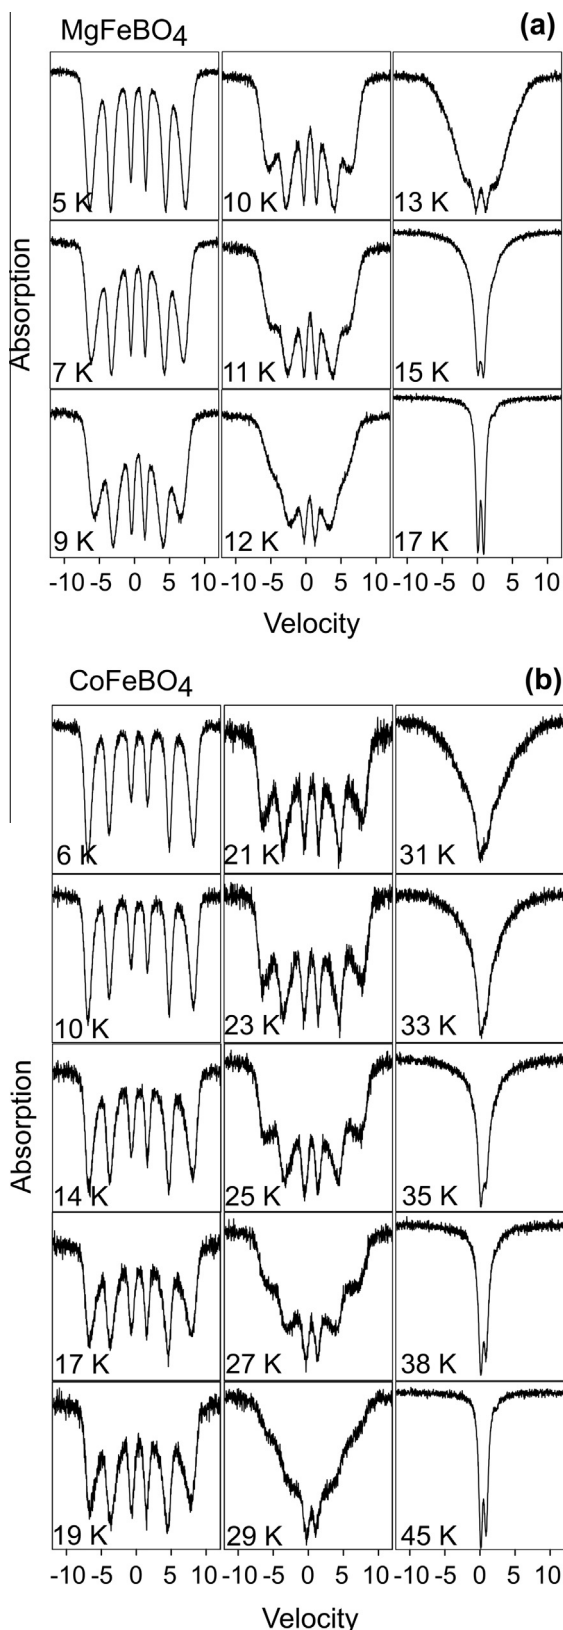 MgFeBO4 (a)
Absorption
5 K 10 K 13 K
7 K 11 K 15 K
9 K 12 K 17 K
-10 -5 0 5 10 -10 -5 0 5 10 -10 -5 0 5 10
Velocity
CoFeBO4 (b)
Absorption
6 K 21 K 31 K
10 K 23 K 33 K
14 K 25 K 35 K
17 K 27 K 38 K
19 K 29 K 45 K
-10 -5 0 5 10 -10 -5 0 5 10 -10 -5 0 5 10
Velocity